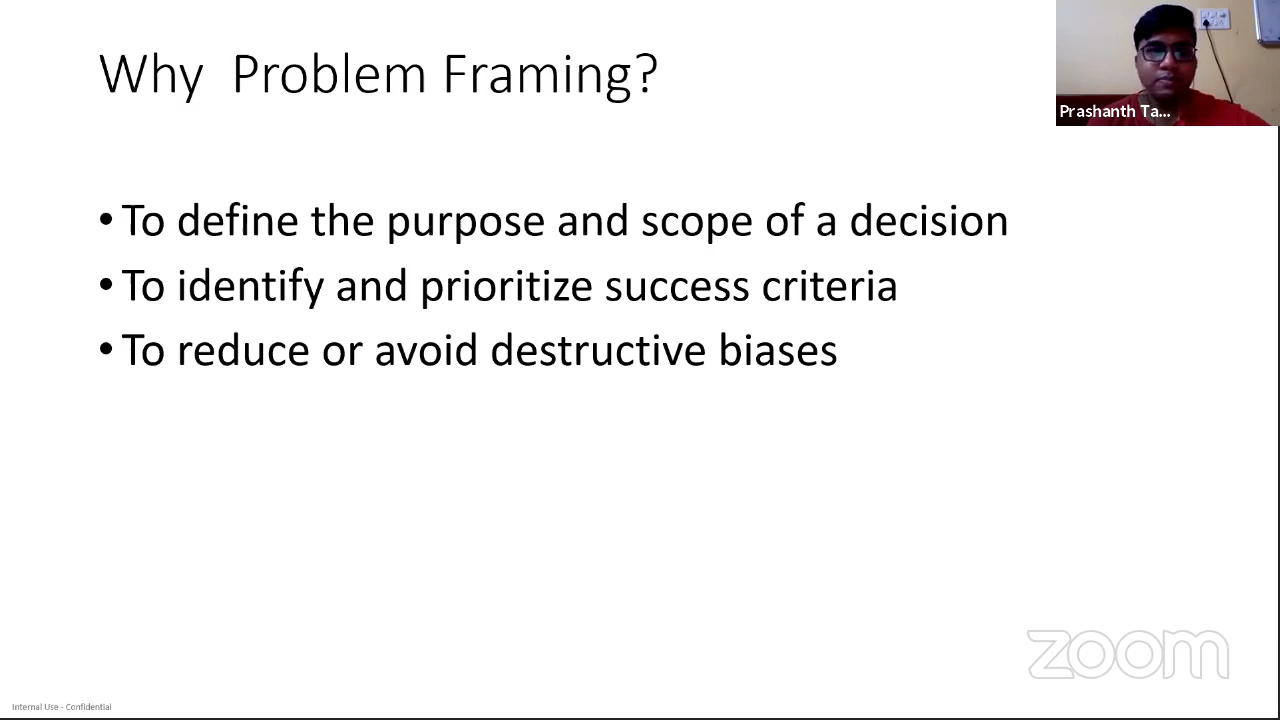 Why  Problem Framing?
Prashanth Ta...
• To define the purpose and scope of a decision
• To identify and prioritize success criteria
• To reduce or avoid destructive biases
zoom
Internal Use - Confidential